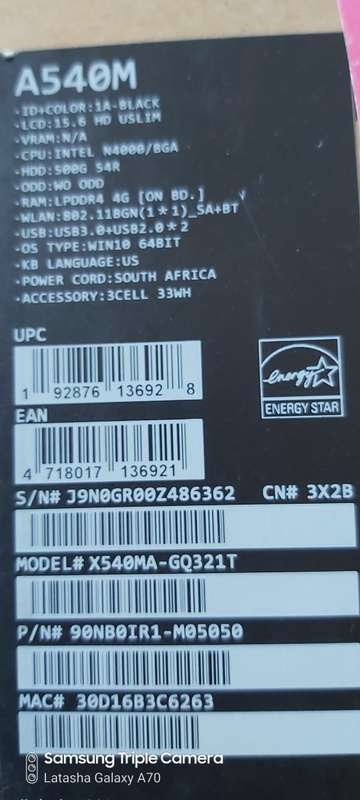 A540M
·ID+COLOR:1A-BLACK
·LCD:15.6 HD USLIM
·VRAM:N/A
·CPU:INTEL N4000/BGA
·HDD:500G 54R
·ODD:WO ODD
·RAM:LPDDR4 4G [ON BD.]
·WLAN:802.11BGN(1*1)_SA+BT
·USB:USB3.0+USB2.0*2
·OS TYPE:WIN10 64BIT
·KB LANGUAGE:US
·POWER CORD:SOUTH AFRICA
·ACCESSORY:3CELL 33WH
UPC
1 92876 13692 8
energy
ENERGY STAR
EAN
4 718017 136921
S/N# J9N0GR00Z486362 CN# 3X2B
MODEL# X540MA-GQ321T
P/N# 90NB0IR1-M05050
MAC# 30D16B3C6263
Samsung Triple Camera
Latasha Galaxy A70